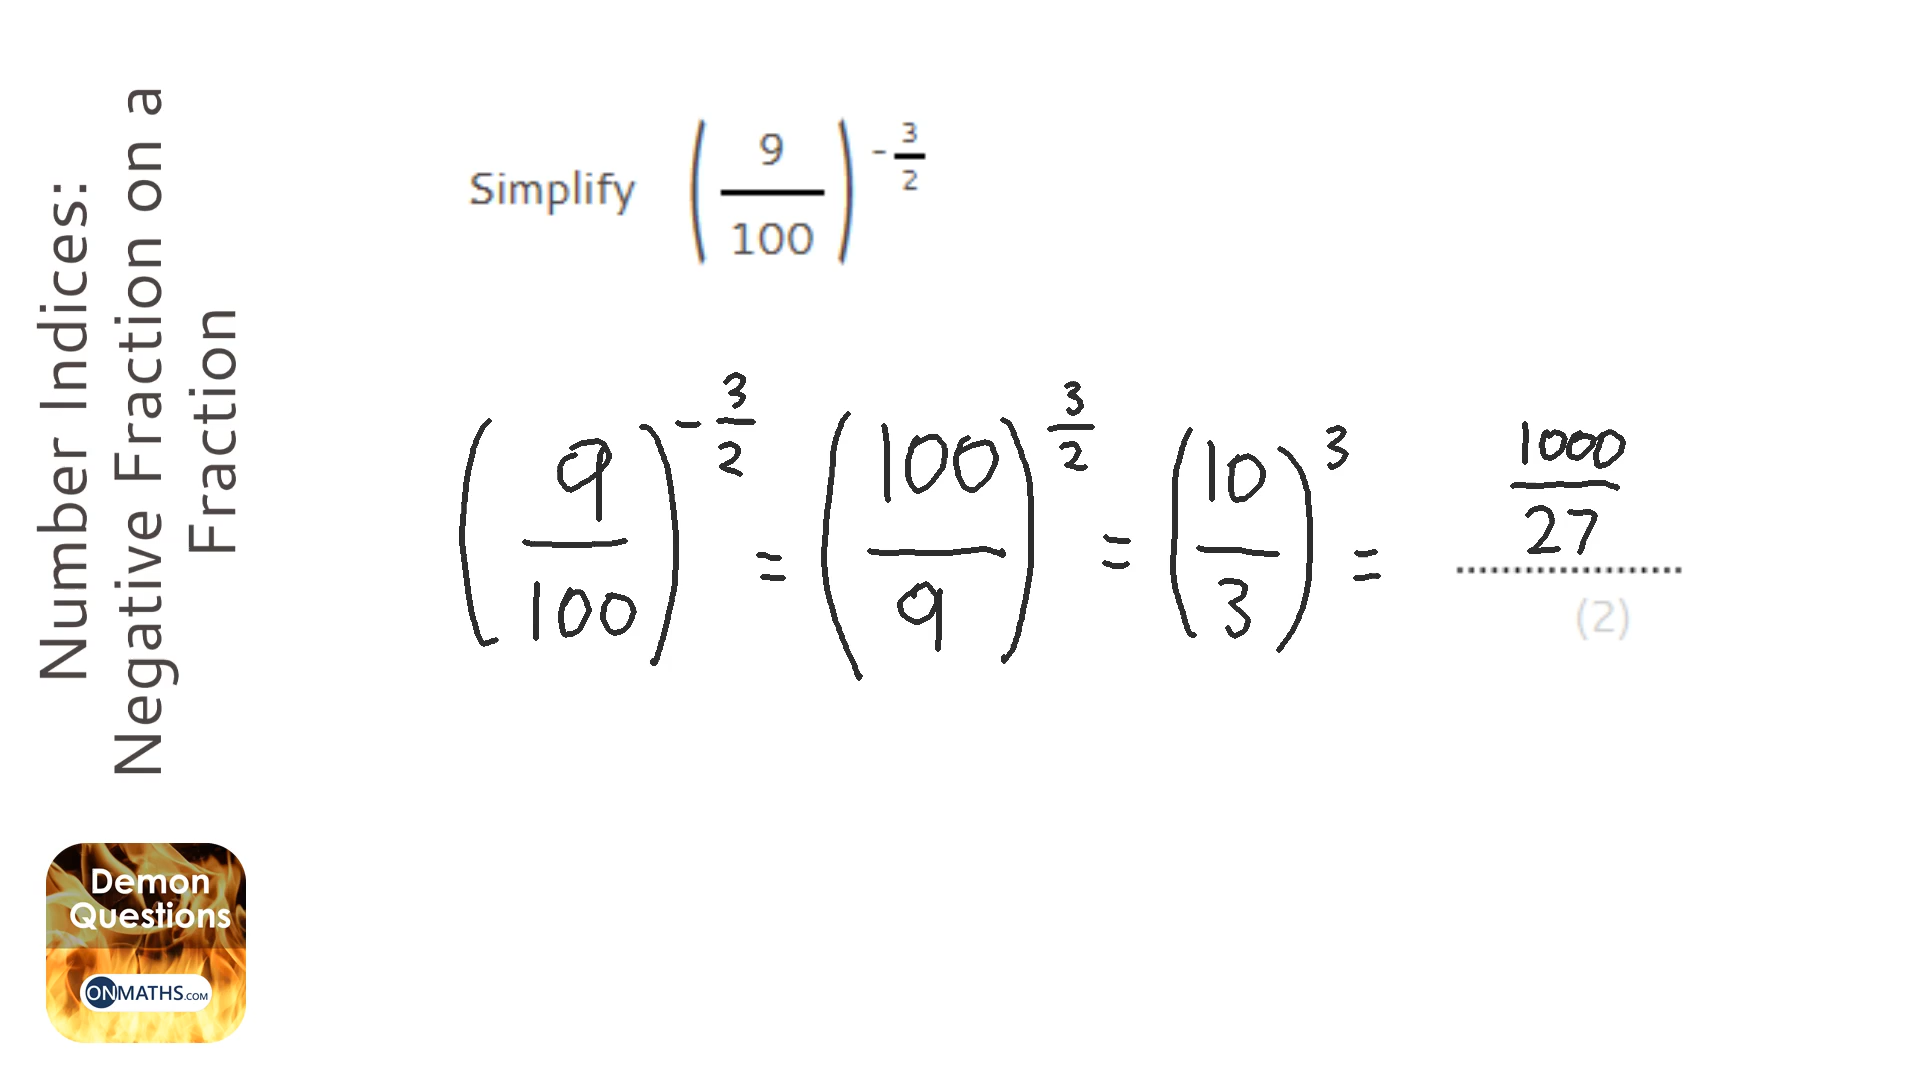 Number Indices:
Negative Fraction on a
Fraction
Simplify (9/100)^(-3/2)
(9/100)^(-3/2) = (100/9)^(3/2) = (10/3)^3 = 1000/27
(2)
Demon
Questions
ONMATHS.COM